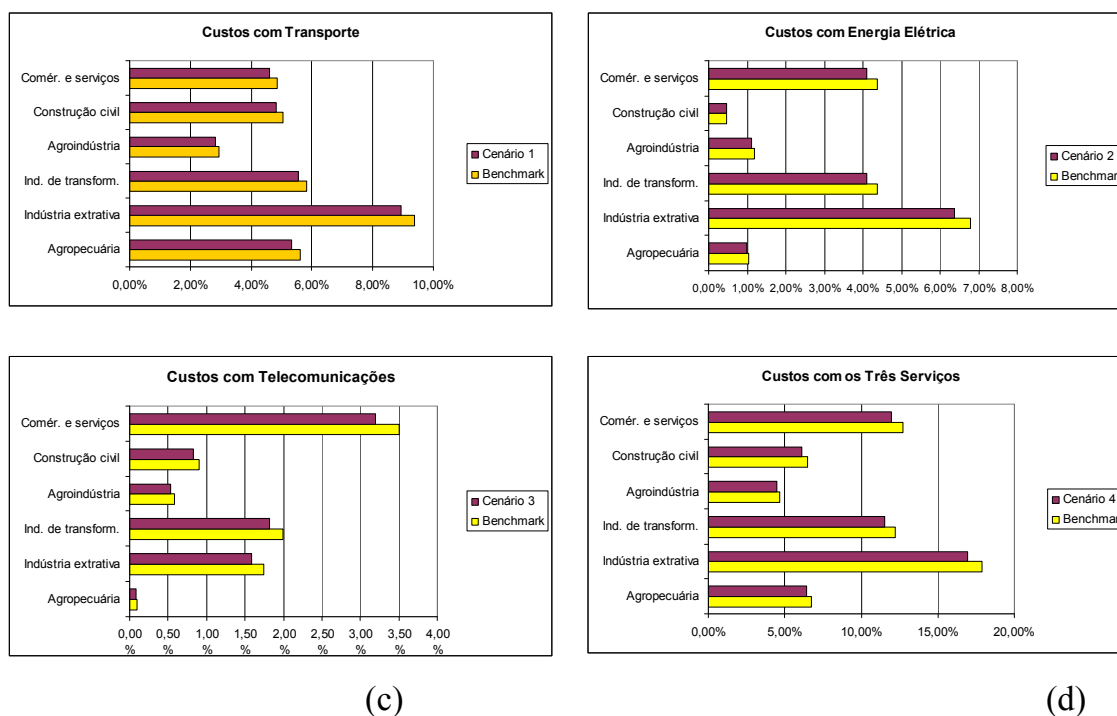 Custos com Transporte
Comér. e serviços
Construção civil
Agroindústria
Ind. de transform.
Indústria extrativa
Agropecuária
0,00% 2,00% 4,00% 6,00% 8,00% 10,00%
Cenário 1
Benchmark
Custos com Energia Elétrica
Comér. e serviços
Construção civil
Agroindústria
Ind. de transform.
Indústria extrativa
Agropecuária
0,00% 1,00% 2,00% 3,00% 4,00% 5,00% 6,00% 7,00% 8,00%
Cenário 2
Benchmark
Custos com Telecomunicações
Comér. e serviços
Construção civil
Agroindústria
Ind. de transform.
Indústria extrativa
Agropecuária
0,00 0,50 1,00 1,50 2,00 2,50 3,00 3,50 4,00
% % % % % % % % %
Cenário 3
Benchmark
Custos com os Três Serviços
Comér. e serviços
Construção civil
Agroindústria
Ind. de transform.
Indústria extrativa
Agropecuária
0,00% 5,00% 10,00% 15,00% 20,00%
Cenário 4
Benchmark
(c) (d)